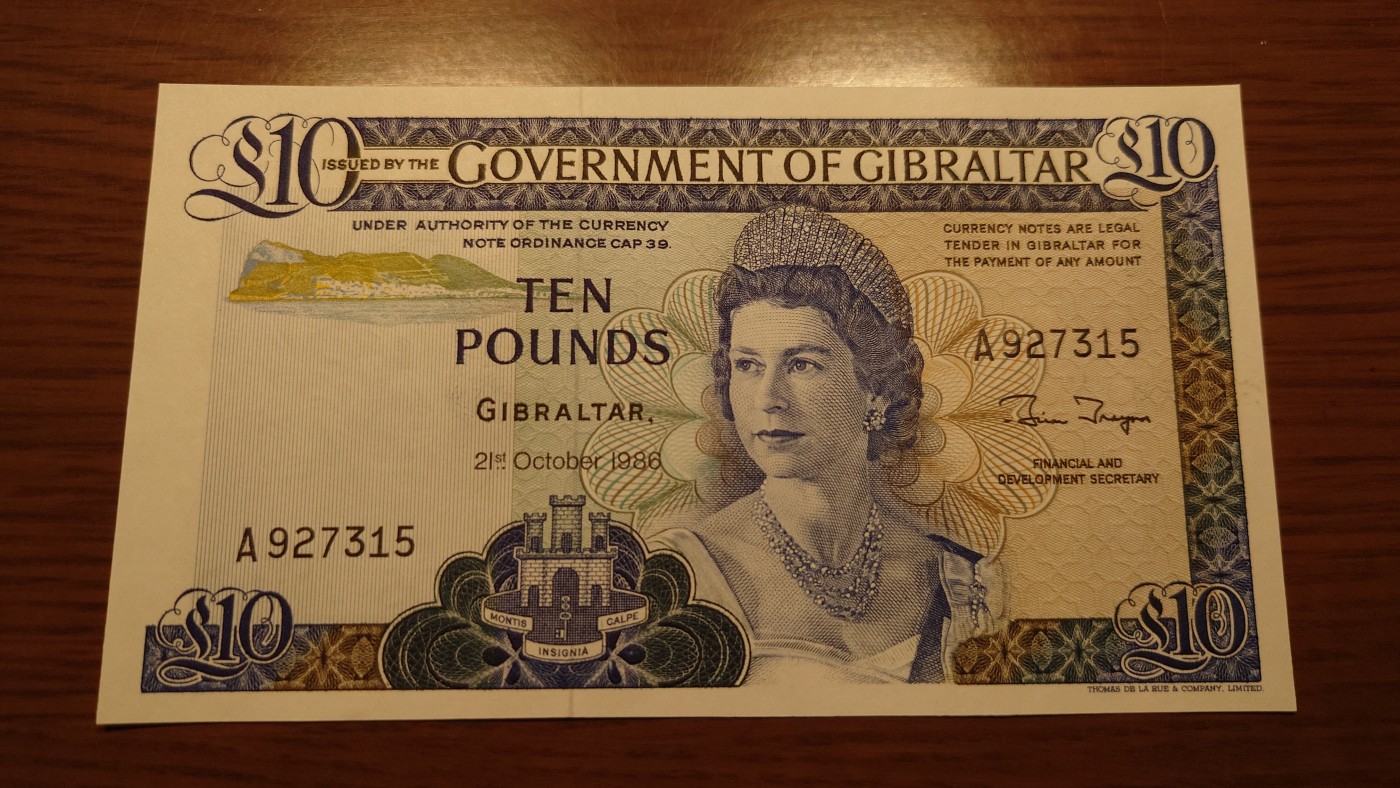 £10
ISSUED BY THE GOVERNMENT OF GIBRALTAR
£10
UNDER AUTHORITY OF THE CURRENCY
NOTE ORDINANCE CAP 39.
CURRENCY NOTES ARE LEGAL
TENDER IN GIBRALTAR FOR
THE PAYMENT OF ANY AMOUNT
TEN
POUNDS
A927315
GIBRALTAR,
21st October 1986
FINANCIAL AND
DEVELOPMENT SECRETARY
A927315
MONTIS
CALPE
INSIGNIA
£10
£10
THOMAS DE LA RUE & COMPANY, LIMITED.